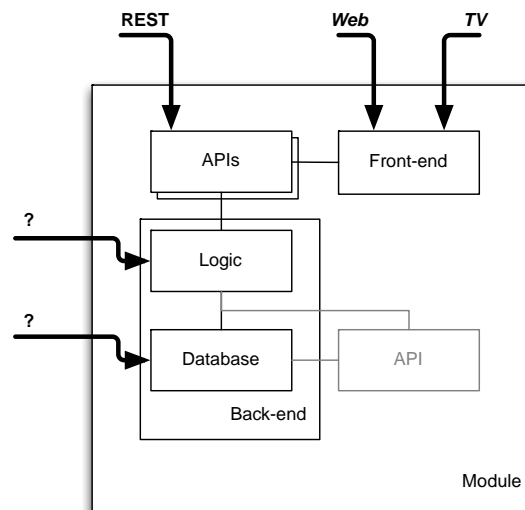 REST
Web
TV
APIs
Front-end
?
Logic
?
Database
API
Back-end
Module